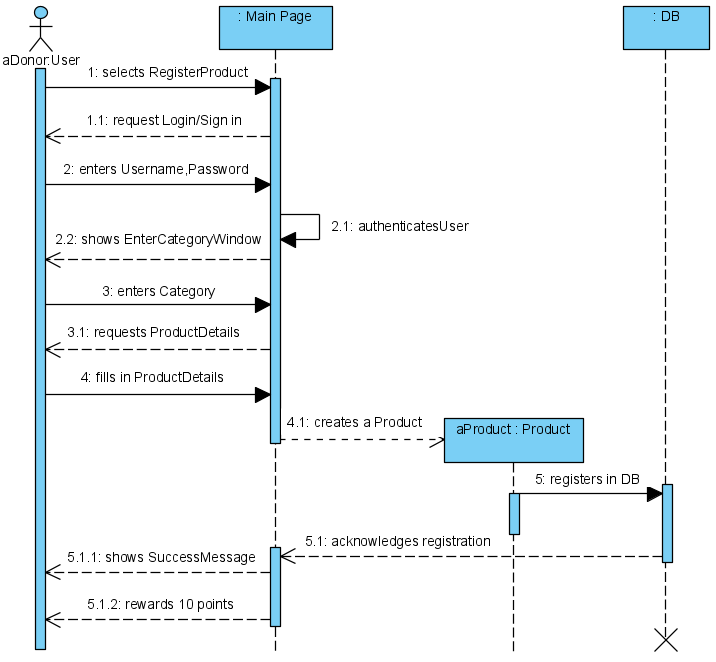 : Main Page
: DB
aDonor:User
1: selects RegisterProduct
1.1: request Login/Sign in
2: enters Username,Password
2.1: authenticatesUser
2.2: shows EnterCategoryWindow
3: enters Category
3.1: requests ProductDetails
4: fills in ProductDetails
4.1: creates a Product
aProduct : Product
5: registers in DB
5.1: acknowledges registration
5.1.1: shows SuccessMessage
5.1.2: rewards 10 points